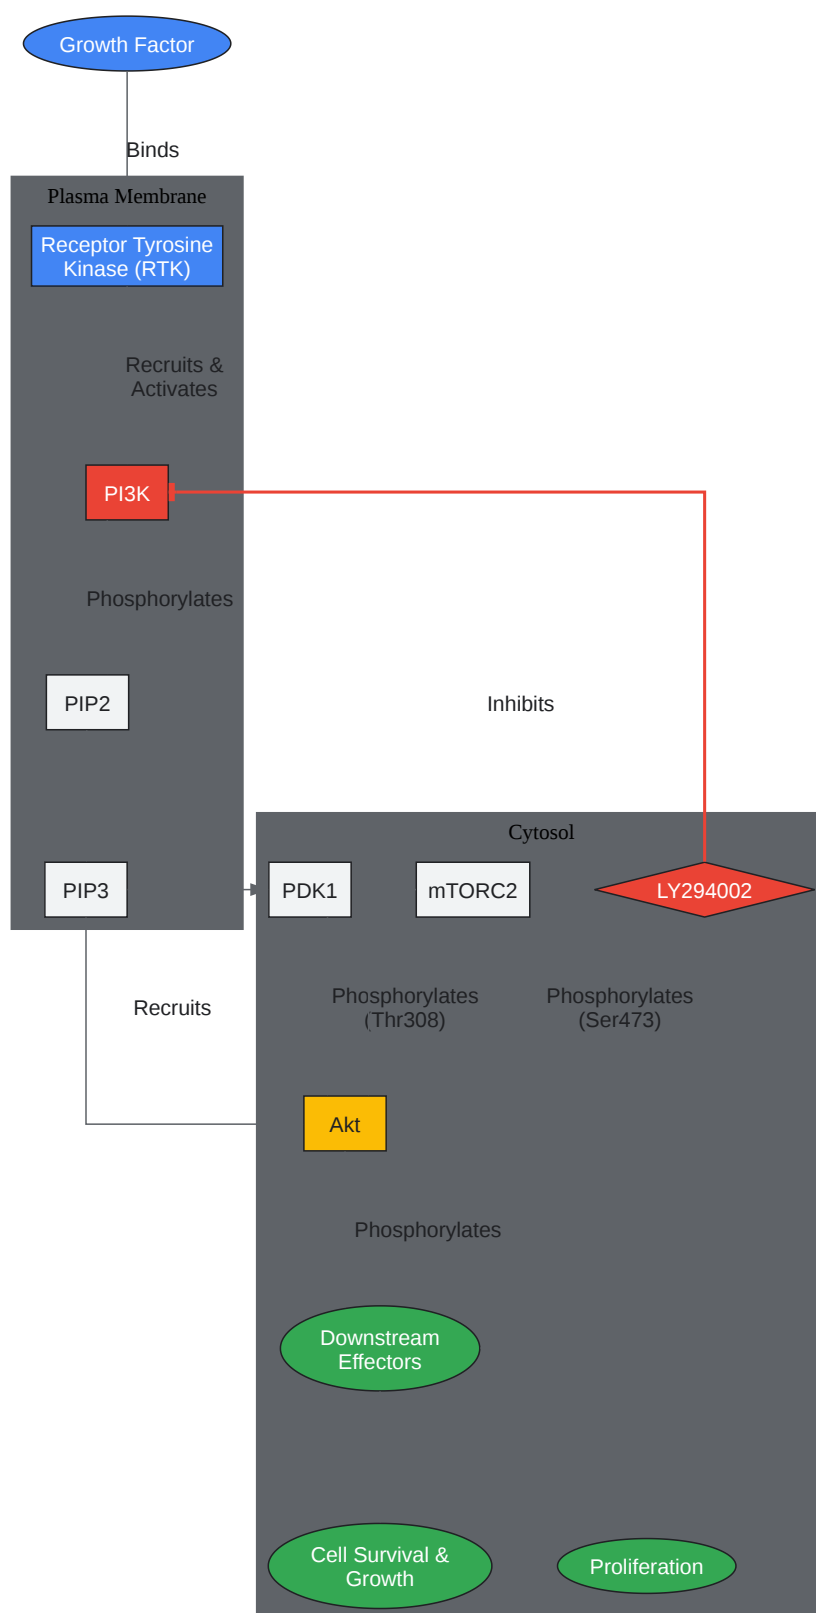 Growth Factor
Binds
Plasma Membrane
Receptor Tyrosine
Kinase (RTK)
Recruits &
Activates
PI3K
Phosphorylates
PIP2
Inhibits
Cytosol
PIP3
PDK1
mTORC2
LY294002
Recruits
Phosphorylates
(Thr308)
Phosphorylates
(Ser473)
Akt
Phosphorylates
Downstream
Effectors
Cell Survival &
Growth
Proliferation